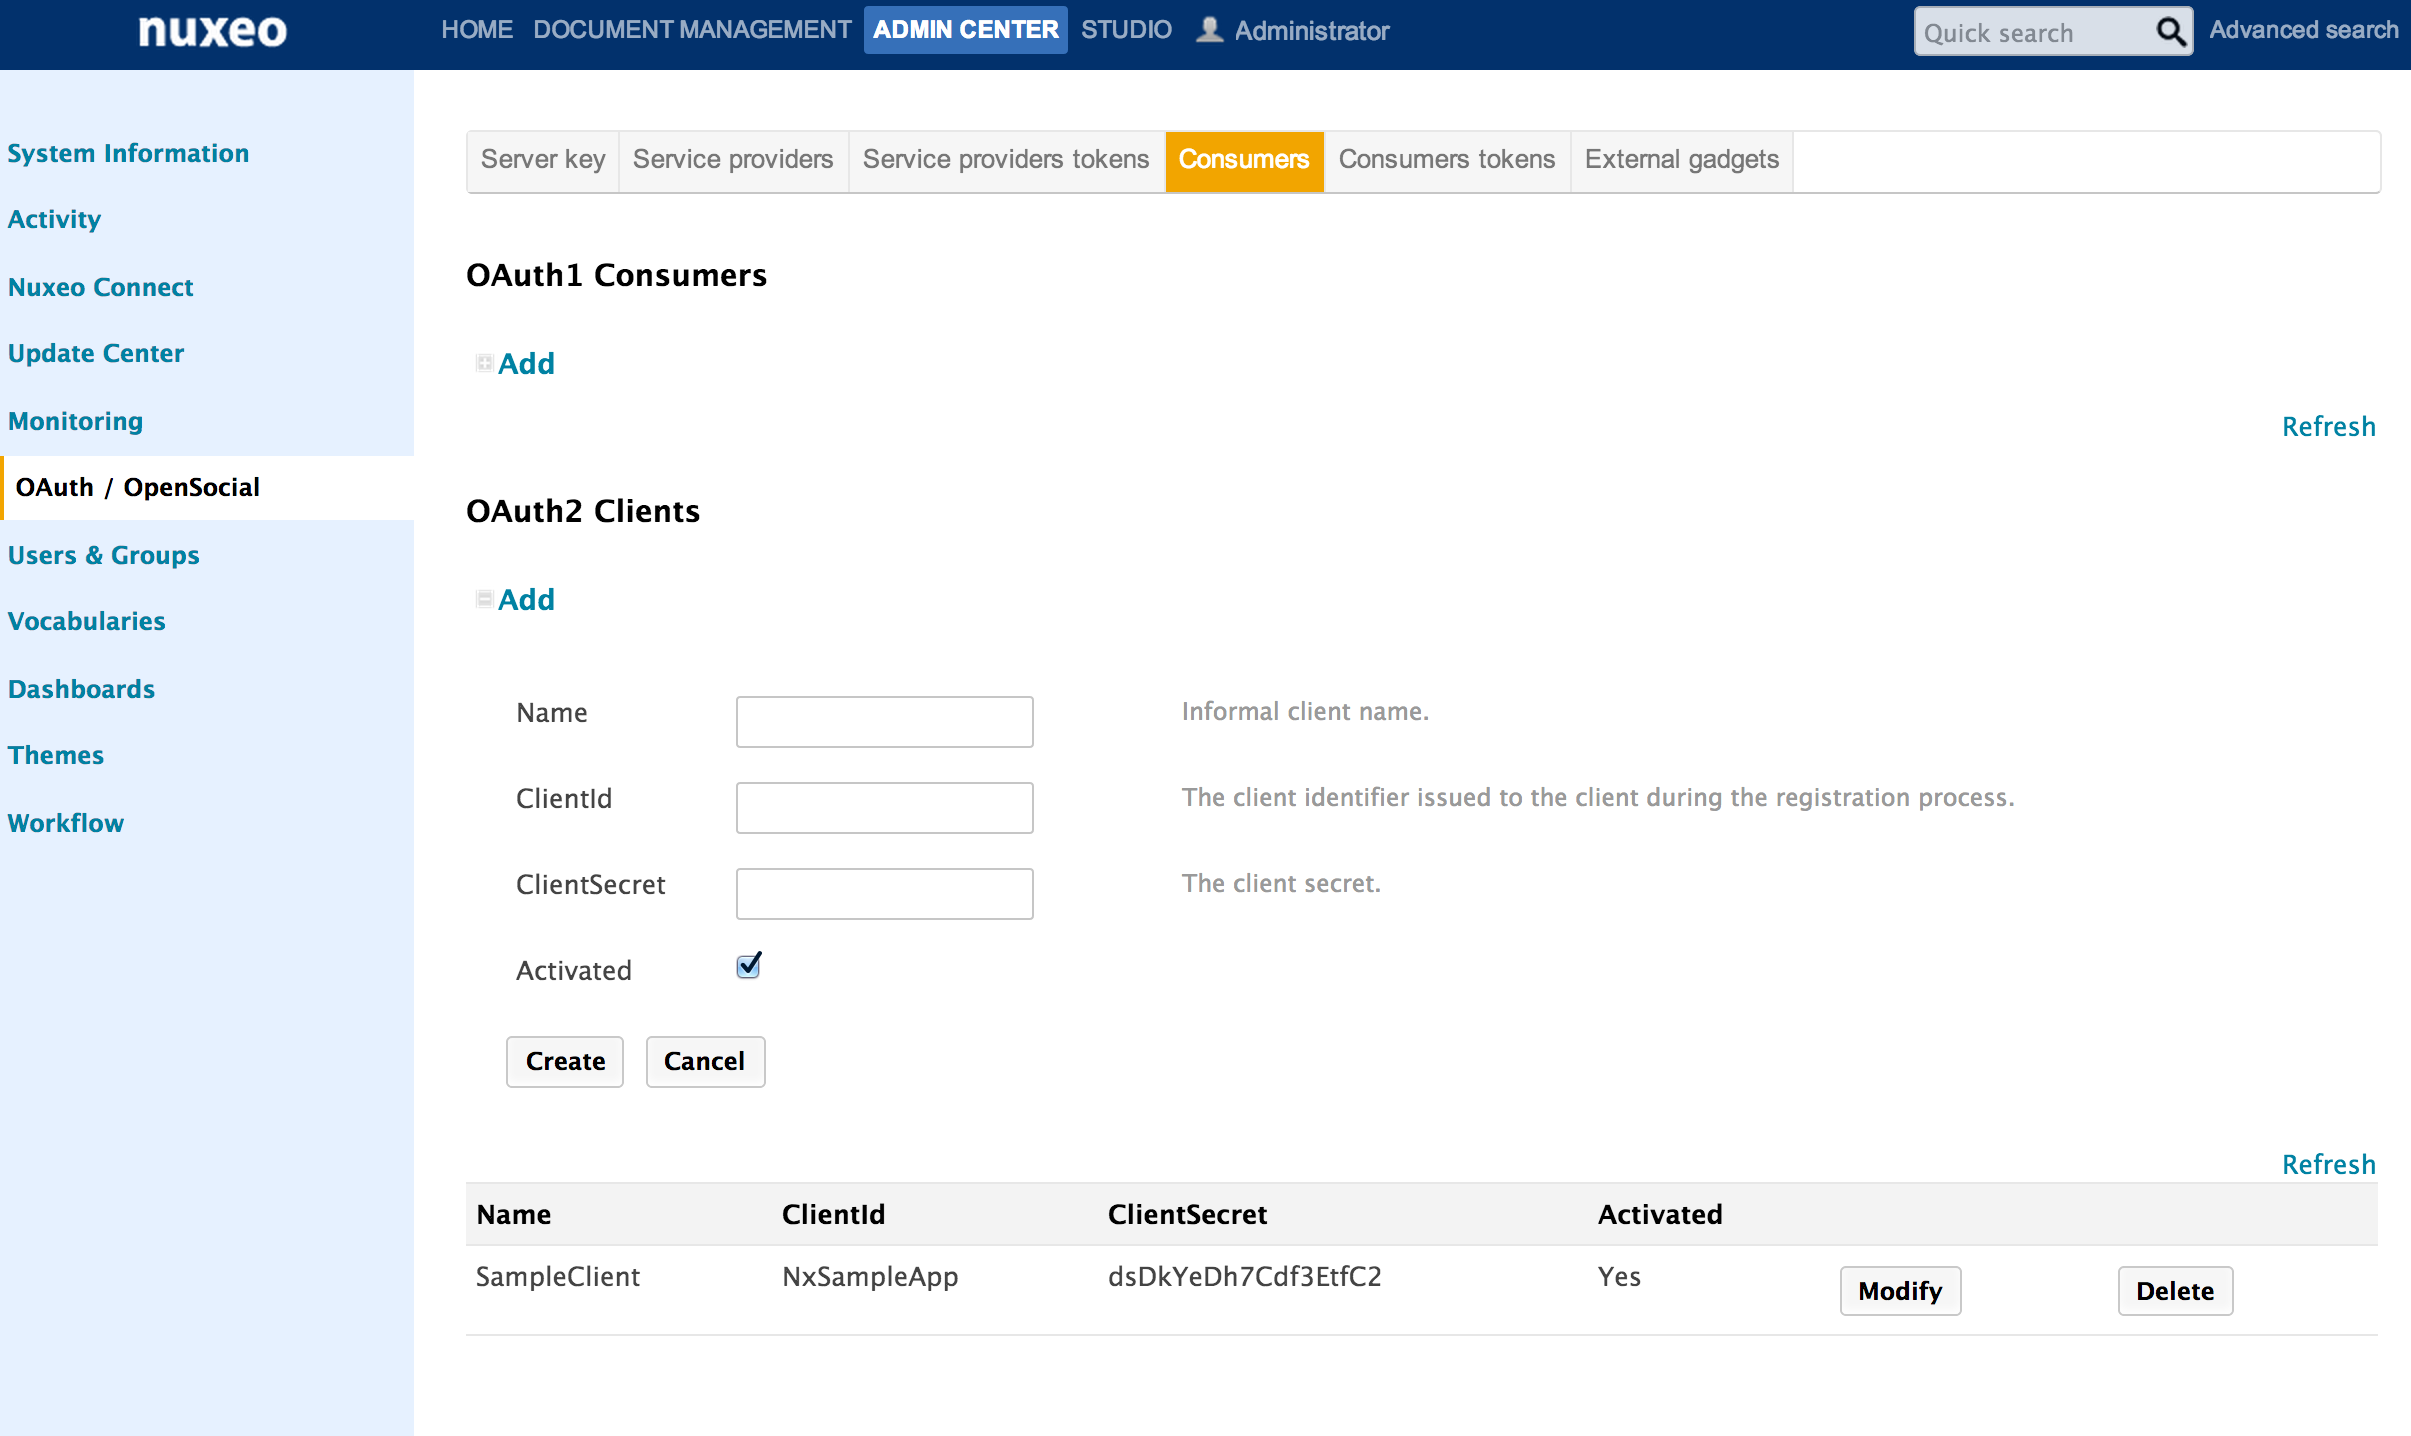 nuxeo HOME DOCUMENT MANAGEMENT ADMIN CENTER STUDIO Administrator Quick search Advanced search
System Information
Activity
Nuxeo Connect
Update Center
Monitoring
OAuth / OpenSocial
Users & Groups
Vocabularies
Dashboards
Themes
Workflow
Server key Service providers Service providers tokens Consumers Consumers tokens External gadgets
OAuth1 Consumers
Add
Refresh
OAuth2 Clients
Add
Name Informal client name.
ClientId The client identifier issued to the client during the registration process.
ClientSecret The client secret.
Activated
Create Cancel
Refresh
Name ClientId ClientSecret Activated
SampleClient NxSampleApp dsDkYeDh7Cdf3EtfC2 Yes Modify Delete